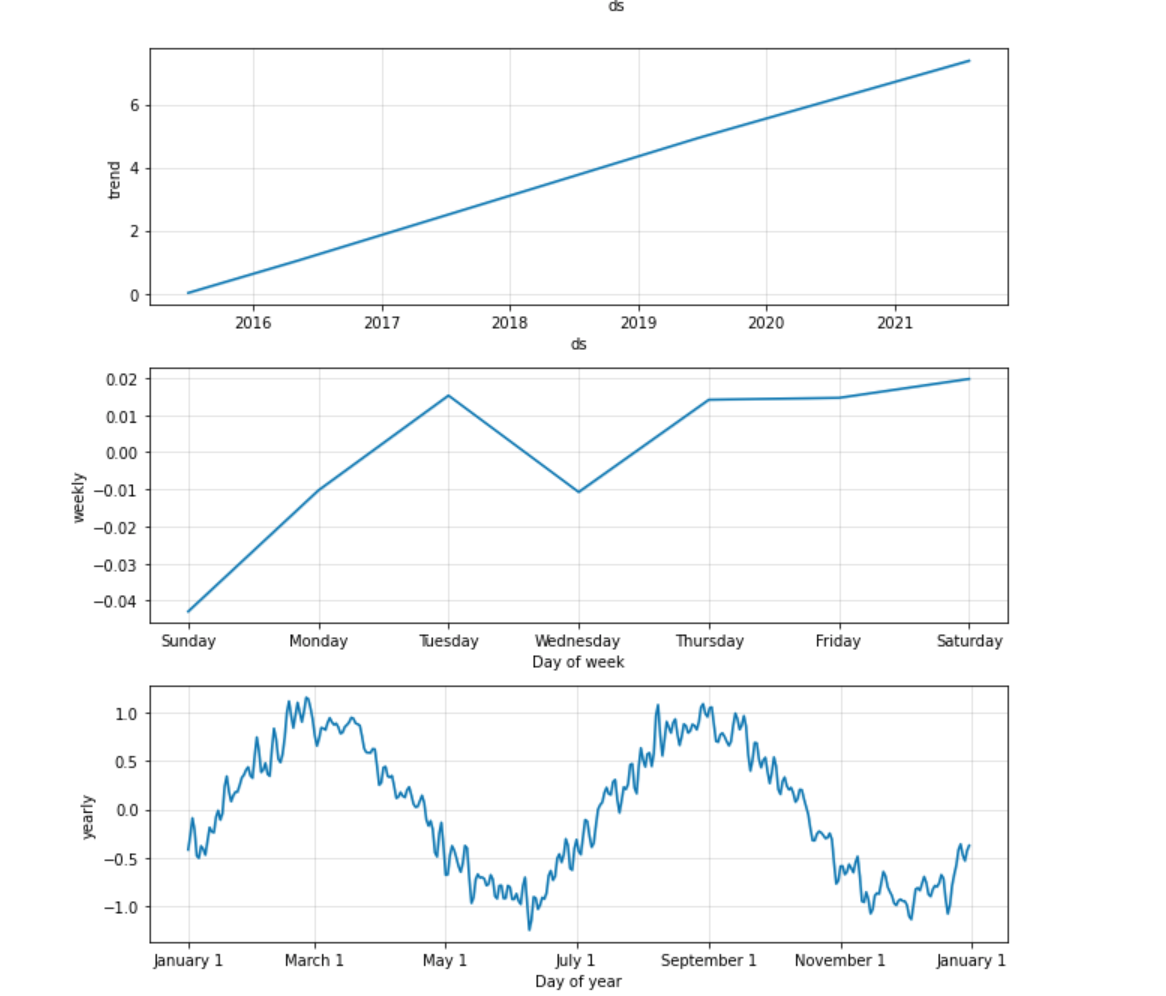 ds
6
4
trend
2
0
2016 2017 2018 2019 2020 2021
ds
0.02
0.01
0.00
−0.01
weekly
−0.02
−0.03
−0.04
Sunday Monday Tuesday Wednesday Thursday Friday Saturday
Day of week
1.0
0.5
0.0
yearly
−0.5
−1.0
January 1 March 1 May 1 July 1 September 1 November 1 January 1
Day of year